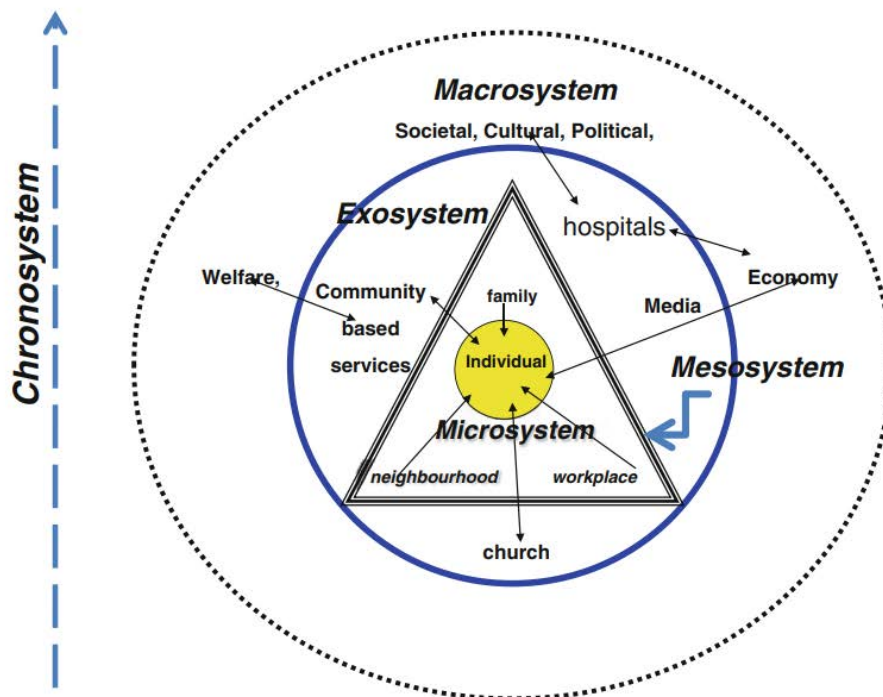 Chronosystem
Macrosystem
Societal, Cultural, Political,
Exosystem
hospitals
Welfare,
Economy
Community
family
Media
based
services
Individual
Mesosystem
Microsystem
neighbourhood
workplace
church